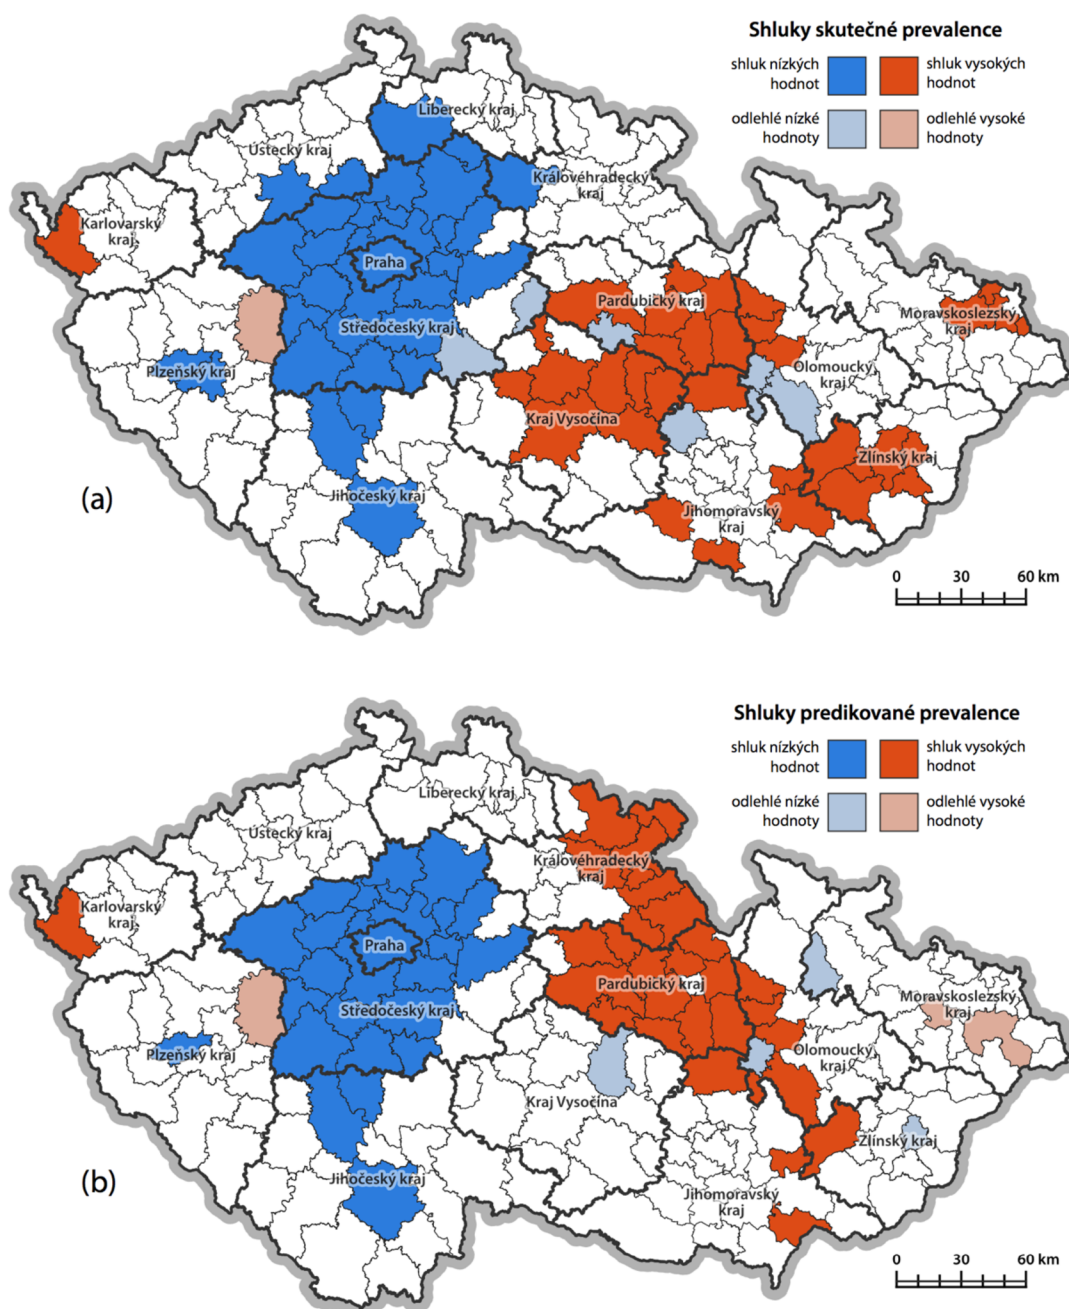 Shluky skutečné prevalence
shluk nízkých
hodnot
shluk vysokých
hodnot
odlehlé nízké
hodnoty
odlehlé vysoké
hodnoty
Liberecký kraj
Ústecký kraj
Královéhradecký
kraj
Karlovarský
kraj
Praha
Pardubický kraj
Středočeský kraj
Moravskoslezský
kraj
Plzeňský kraj
Olomoucký
kraj
Kraj Vysočina
Zlínský kraj
Jihočeský kraj
Jihomoravský
kraj
(a)
0 30 60 km
Shluky predikované prevalence
shluk nízkých
hodnot
shluk vysokých
hodnot
odlehlé nízké
hodnoty
odlehlé vysoké
hodnoty
Liberecký kraj
Ústecký kraj
Královéhradecký
kraj
Karlovarský
kraj
Praha
Pardubický kraj
Středočeský kraj
Moravskoslezský
kraj
Plzeňský kraj
Olomoucký
kraj
Kraj Vysočina
Zlínský kraj
Jihočeský kraj
Jihomoravský
kraj
(b)
0 30 60 km